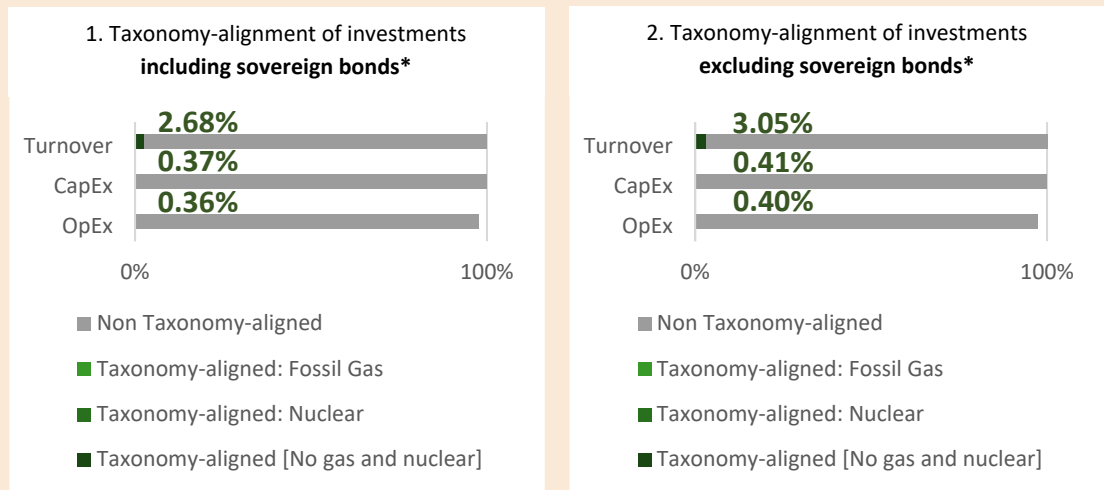 1. Taxonomy-alignment of investments
including sovereign bonds*
2.68%
Turnover
0.37%
CapEx
0.36%
OpEx
0%
100%
Non Taxonomy-aligned
Taxonomy-aligned: Fossil Gas
Taxonomy-aligned: Nuclear
Taxonomy-aligned [No gas and nuclear]
2. Taxonomy-alignment of investments
excluding sovereign bonds*
3.05%
Turnover
0.41%
CapEx
0.40%
OpEx
0%
100%
Non Taxonomy-aligned
Taxonomy-aligned: Fossil Gas
Taxonomy-aligned: Nuclear
Taxonomy-aligned [No gas and nuclear]